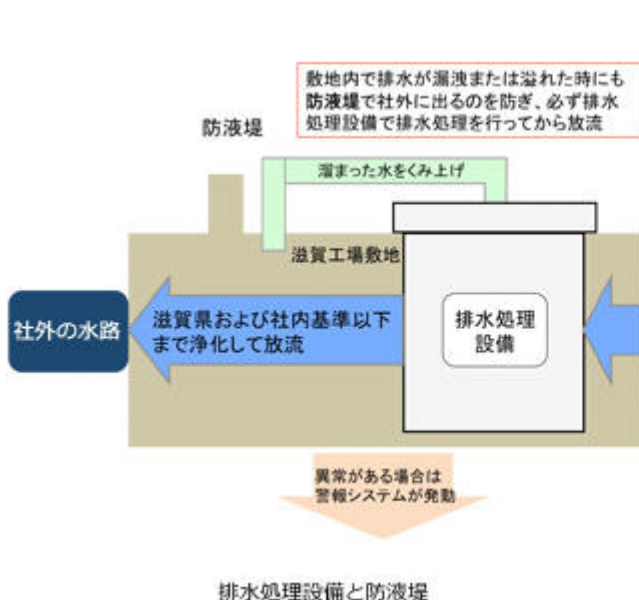 敷地内で排水が漏洩または溢れた時にも
防液堤で社外に出るのを防ぎ、必ず排水
処理設備で排水処理を行ってから放流
防液堤
溜まった水をくみ上げ
滋賀工場敷地
社外の水路
滋賀県および社内基準以下
まで浄化して放流
排水処理
設備
異常がある場合は
警報システムが発動
排水処理設備と防液堤